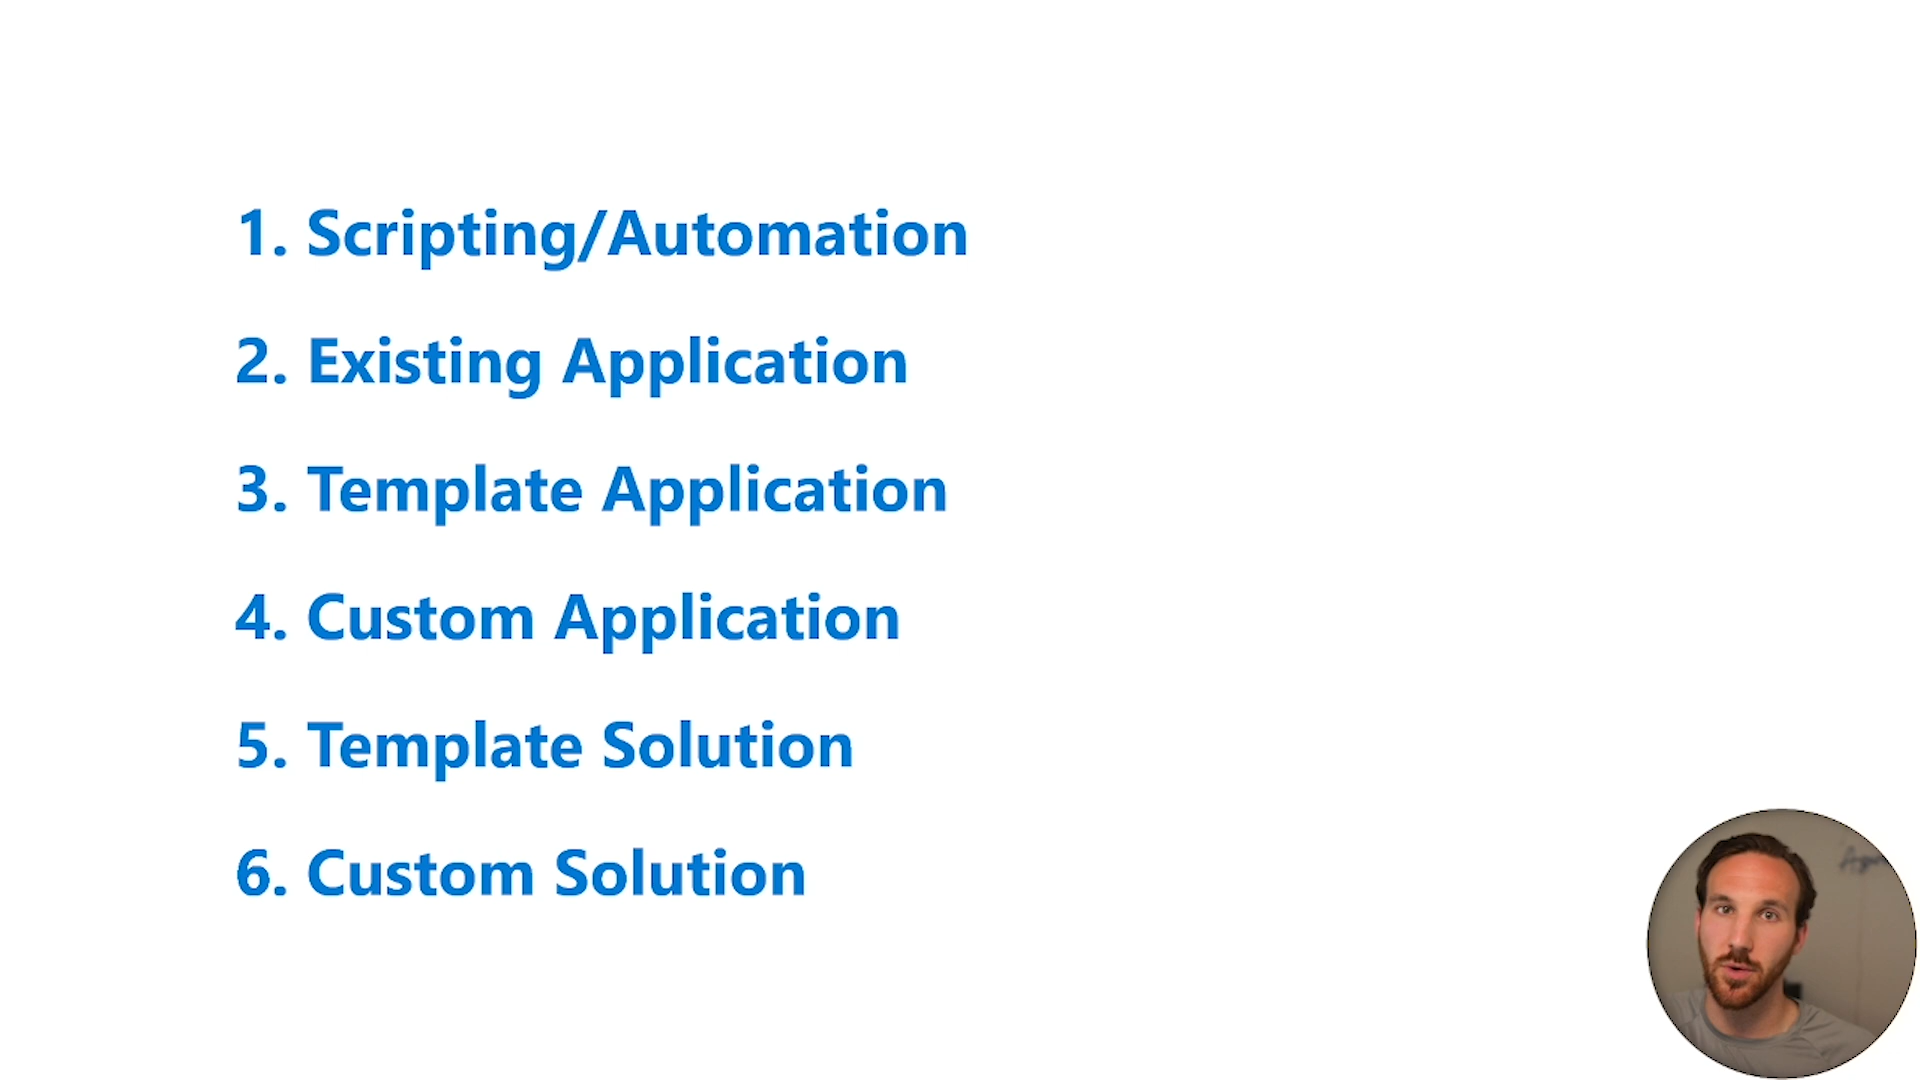 1. Scripting/Automation
2. Existing Application
3. Template Application
4. Custom Application
5. Template Solution
6. Custom Solution